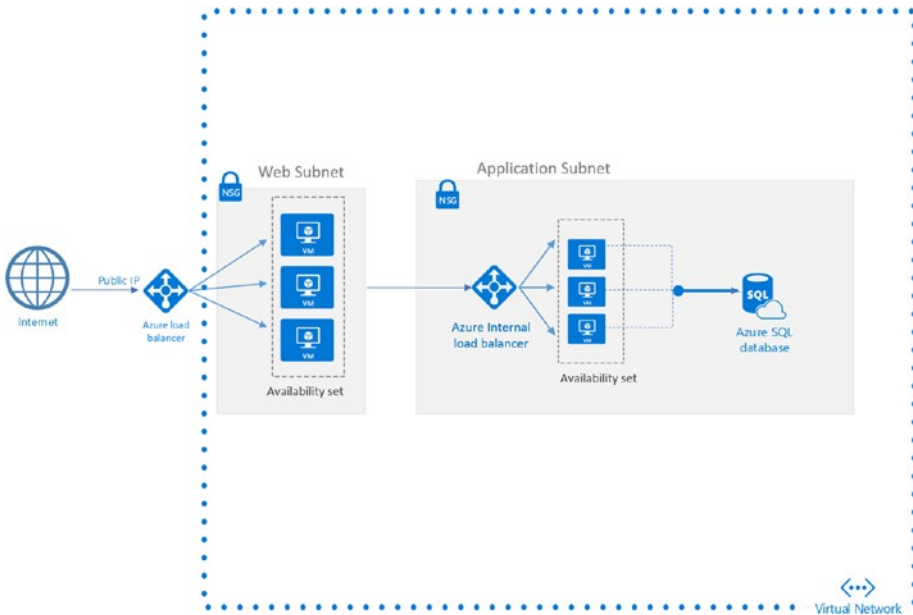 Web Subnet
NSG
VM
VM
VM
Availability set
Application Subnet
NSG
Internet
Public IP
Azure load
balancer
Azure Internal
load balancer
VM
VM
VM
Availability set
SQL
Azure SQL
database
Virtual Network